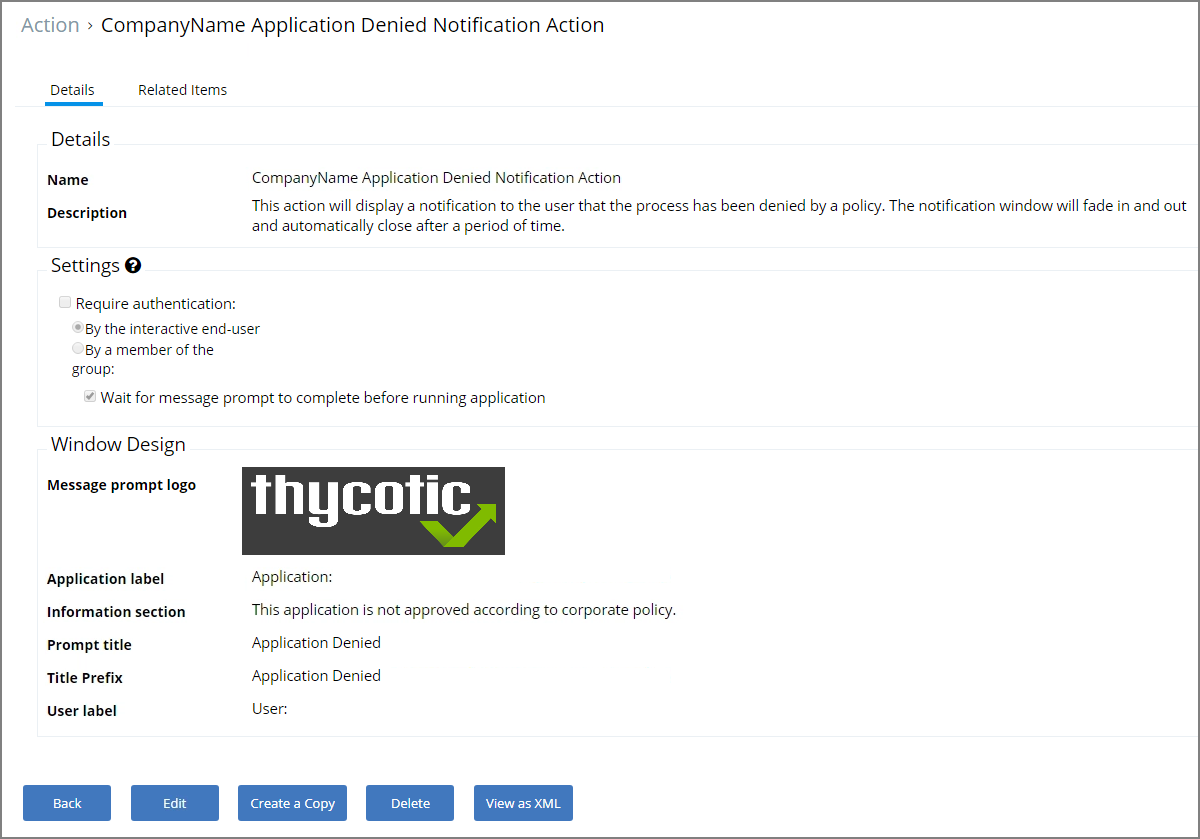 Action › CompanyName Application Denied Notification Action
Details Related Items
Details
Name CompanyName Application Denied Notification Action
Description This action will display a notification to the user that the process has been denied by a policy. The notification window will fade in and out
and automatically close after a period of time.
Settings ?
Require authentication:
By the interactive end-user
By a member of the
group:
Wait for message prompt to complete before running application
Window Design
Message prompt logo thycotic
Application label Application:
Information section This application is not approved according to corporate policy.
Prompt title Application Denied
Title Prefix Application Denied
User label User:
Back Edit Create a Copy Delete View as XML